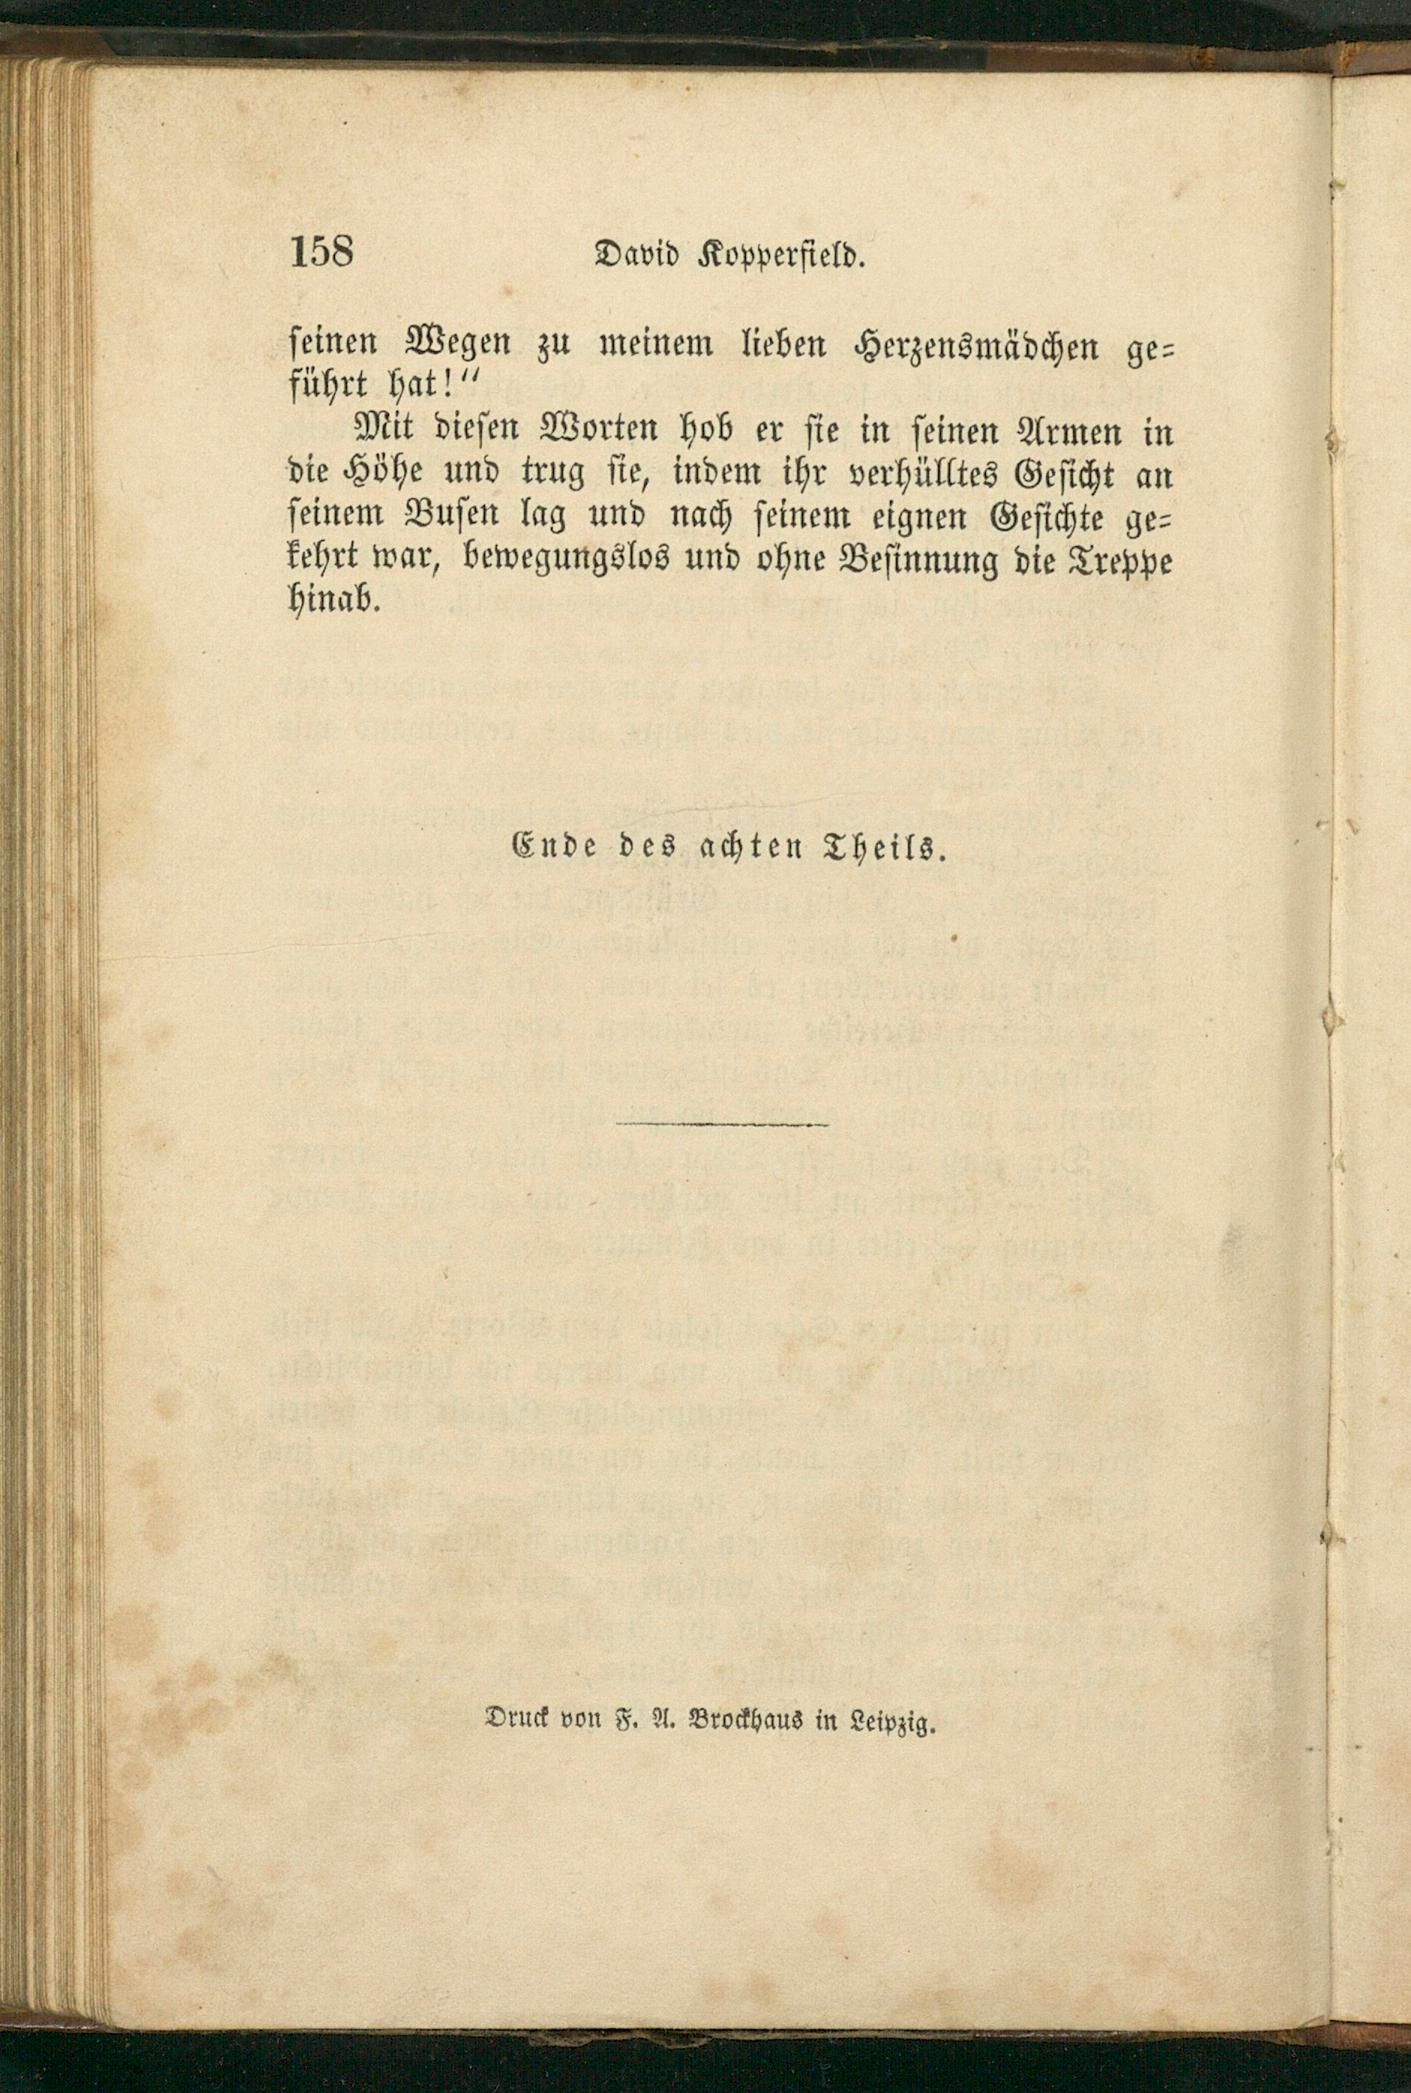 158 David Kopperfield.
seinen Wegen zu meinem lieben Herzensmädchen ge-
führt hat!“
Mit diesen Worten hob er sie in seinen Armen in
die Höhe und trug sie, indem ihr verhülltes Gesicht an
seinem Busen lag und nach seinem eignen Gesichte ge-
kehrt war, bewegungslos und ohne Besinnung die Treppe
hinab.
Ende des achten Theils.
Druck von F. A. Brockhaus in Leipzig.